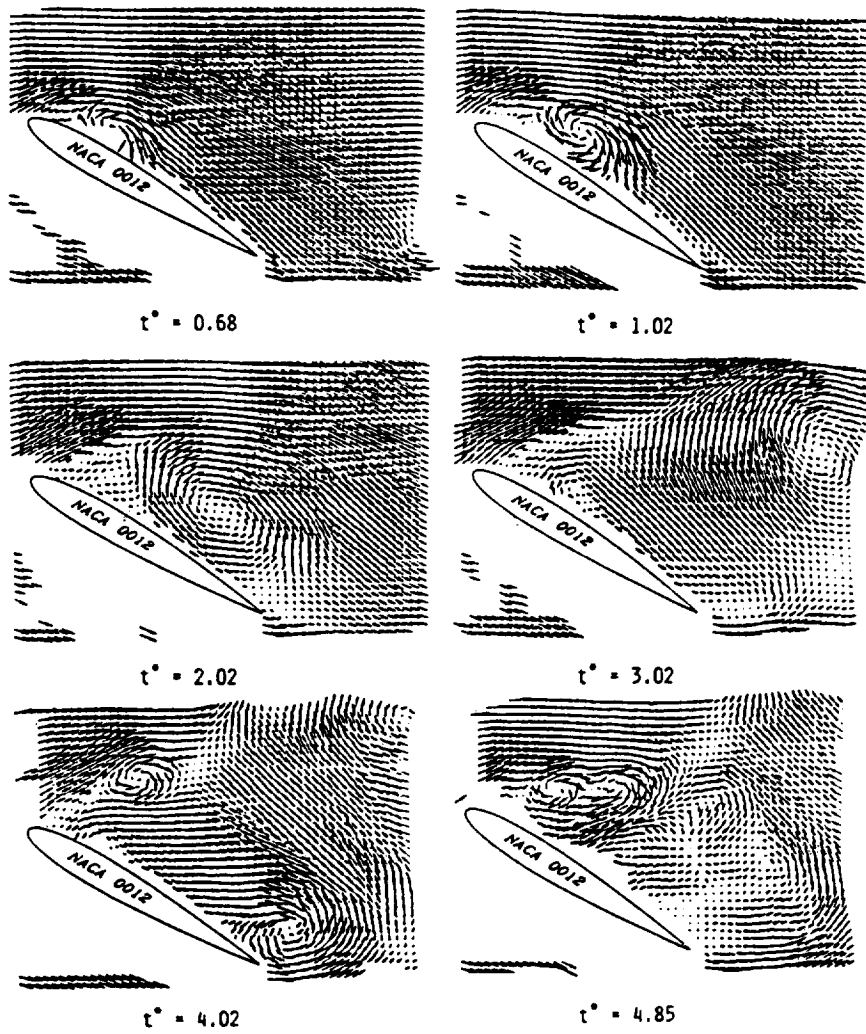 NACA 0012
NACA 0012
t* = 0.68
t* = 1.02
NACA 0012
NACA 0012
t* = 2.02
t* = 3.02
NACA 0012
NACA 0012
t* = 4.02
t* = 4.85